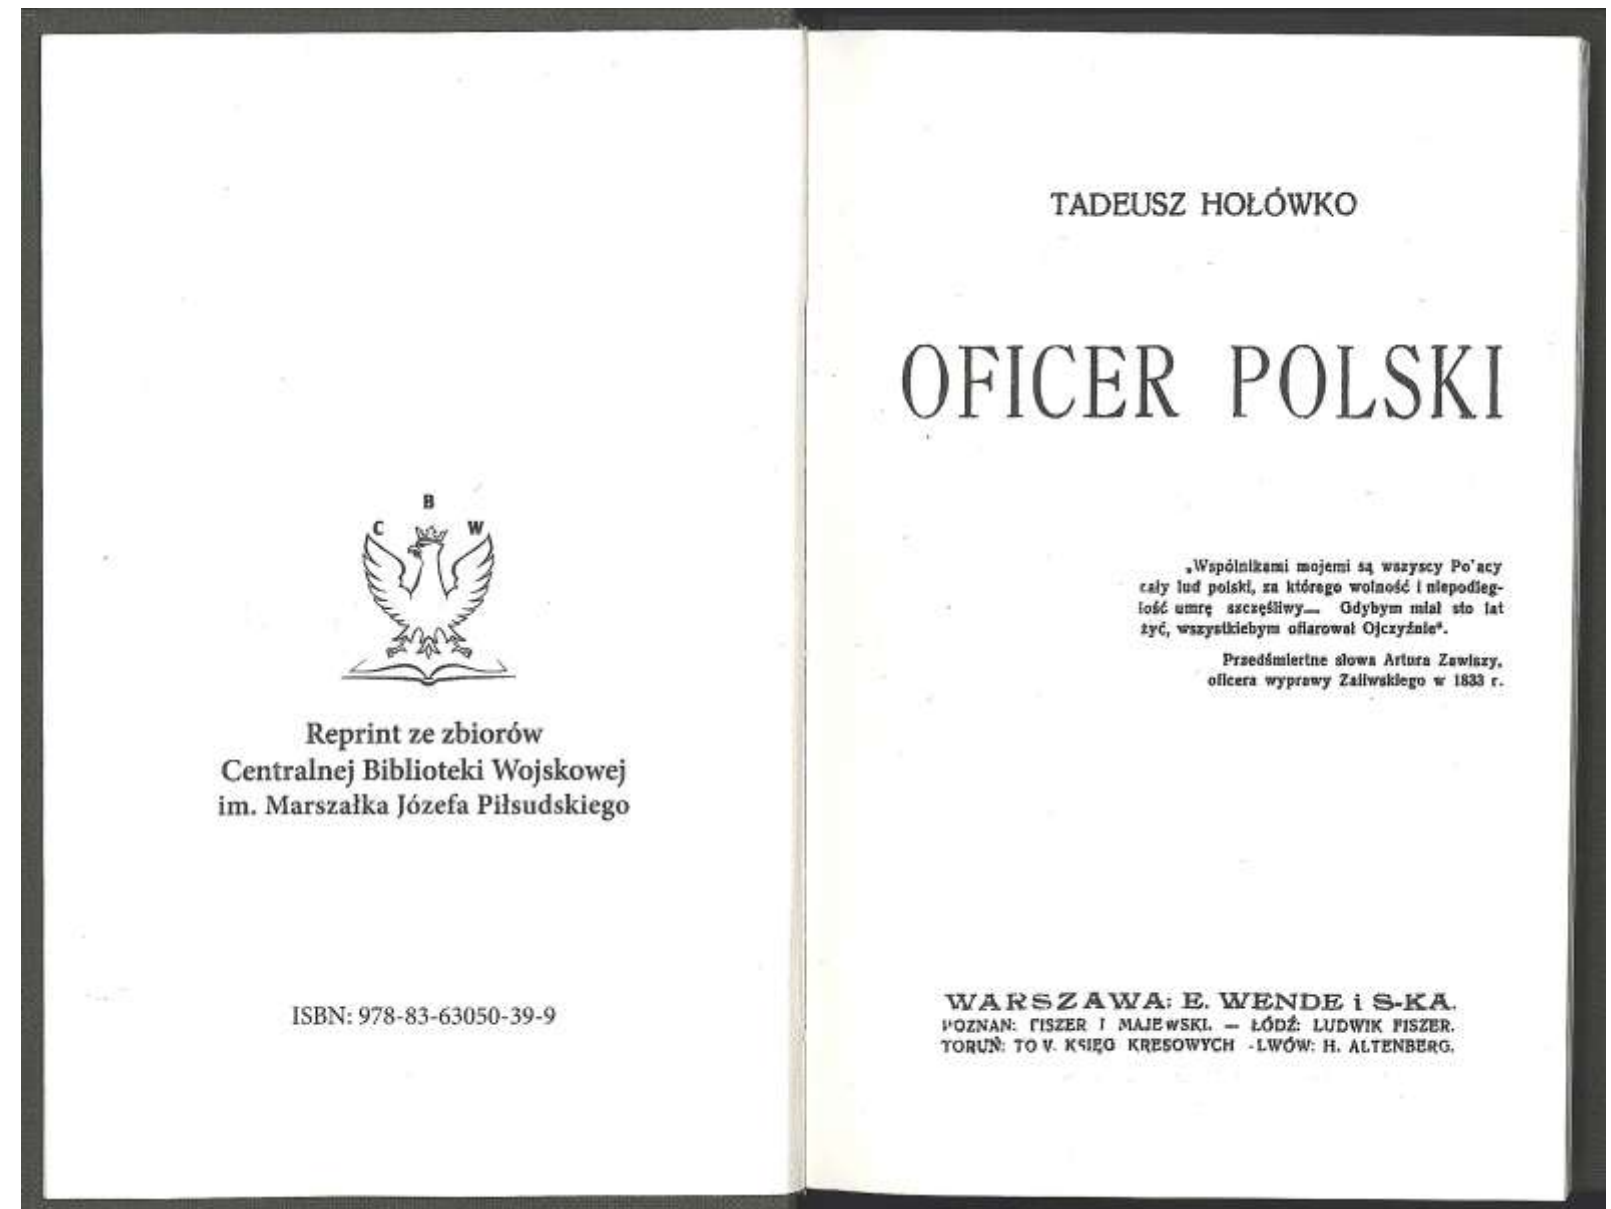 B
C W
Reprint ze zbiorów
Centralnej Biblioteki Wojskowej
im. Marszałka Józefa Piłsudskiego
ISBN: 978-83-63050-39-9
TADEUSZ HOŁÓWKO
OFICER POLSKI
„Wspólnikami mojemi są wszyscy Po'acy
cały lud polski, za którego wolność i niepodleg-
łość umrę szczęśliwy... Gdybym miał sto lat
żyć, wszystkiebym ofiarował Ojczyźnie".
Przedśmiertne słowa Artura Zawiszy,
oficera wyprawy Zaliwskiego w 1833 r.
WARSZAWA: E. WENDE i S-KA.
POZNAŃ: FISZER I MAJEWSKI. — ŁÓDŹ: LUDWIK FISZER.
TORUŃ: TOW. KSIĘG KRESOWYCH - LWÓW: H. ALTENBERG.